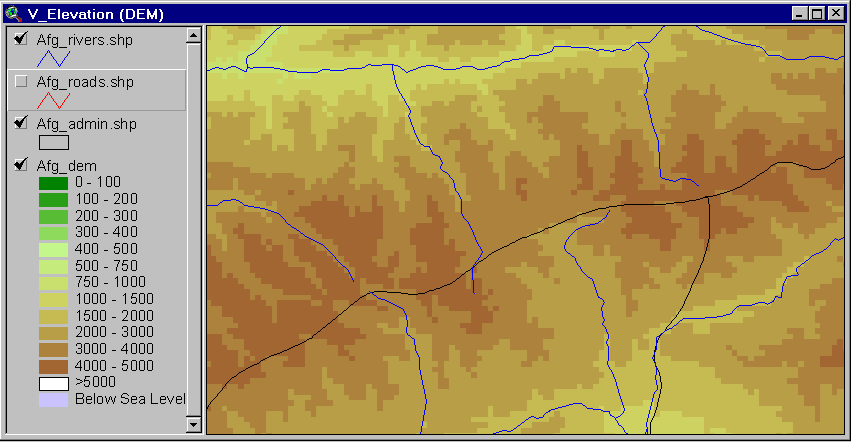 V_Elevation (DEM)
Afg_rivers.shp
Afg_roads.shp
Afg_admin.shp
Afg_dem
0 - 100
100 - 200
200 - 300
300 - 400
400 - 500
500 - 750
750 - 1000
1000 - 1500
1500 - 2000
2000 - 3000
3000 - 4000
4000 - 5000
>5000
Below Sea Level